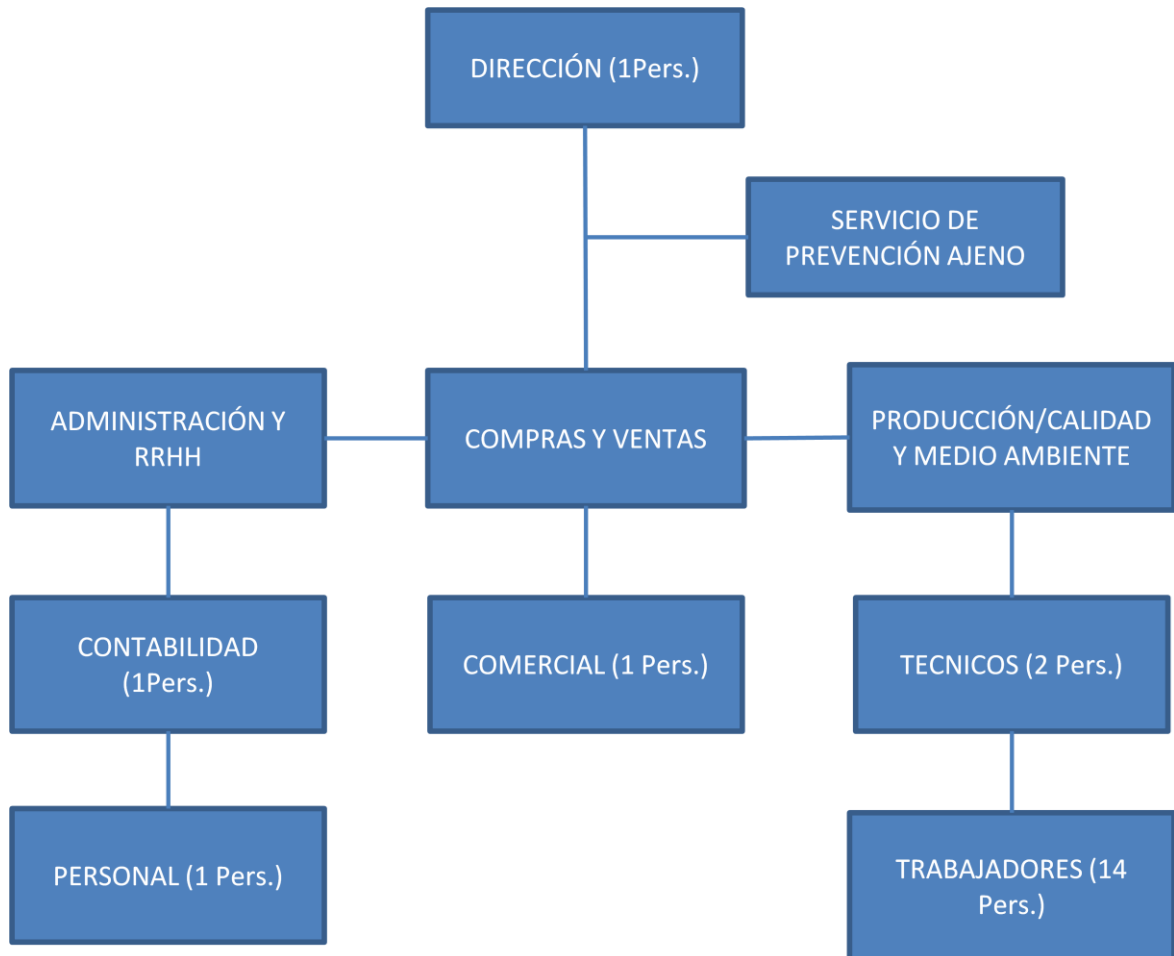 DIRECCIÓN (1Pers.)
SERVICIO DE
PREVENCIÓN AJENO
ADMINISTRACIÓN Y
RRHH
COMPRAS Y VENTAS
PRODUCCIÓN/CALIDAD
Y MEDIO AMBIENTE
CONTABILIDAD
(1Pers.)
COMERCIAL (1 Pers.)
TECNICOS (2 Pers.)
PERSONAL (1 Pers.)
TRABAJADORES (14
Pers.)